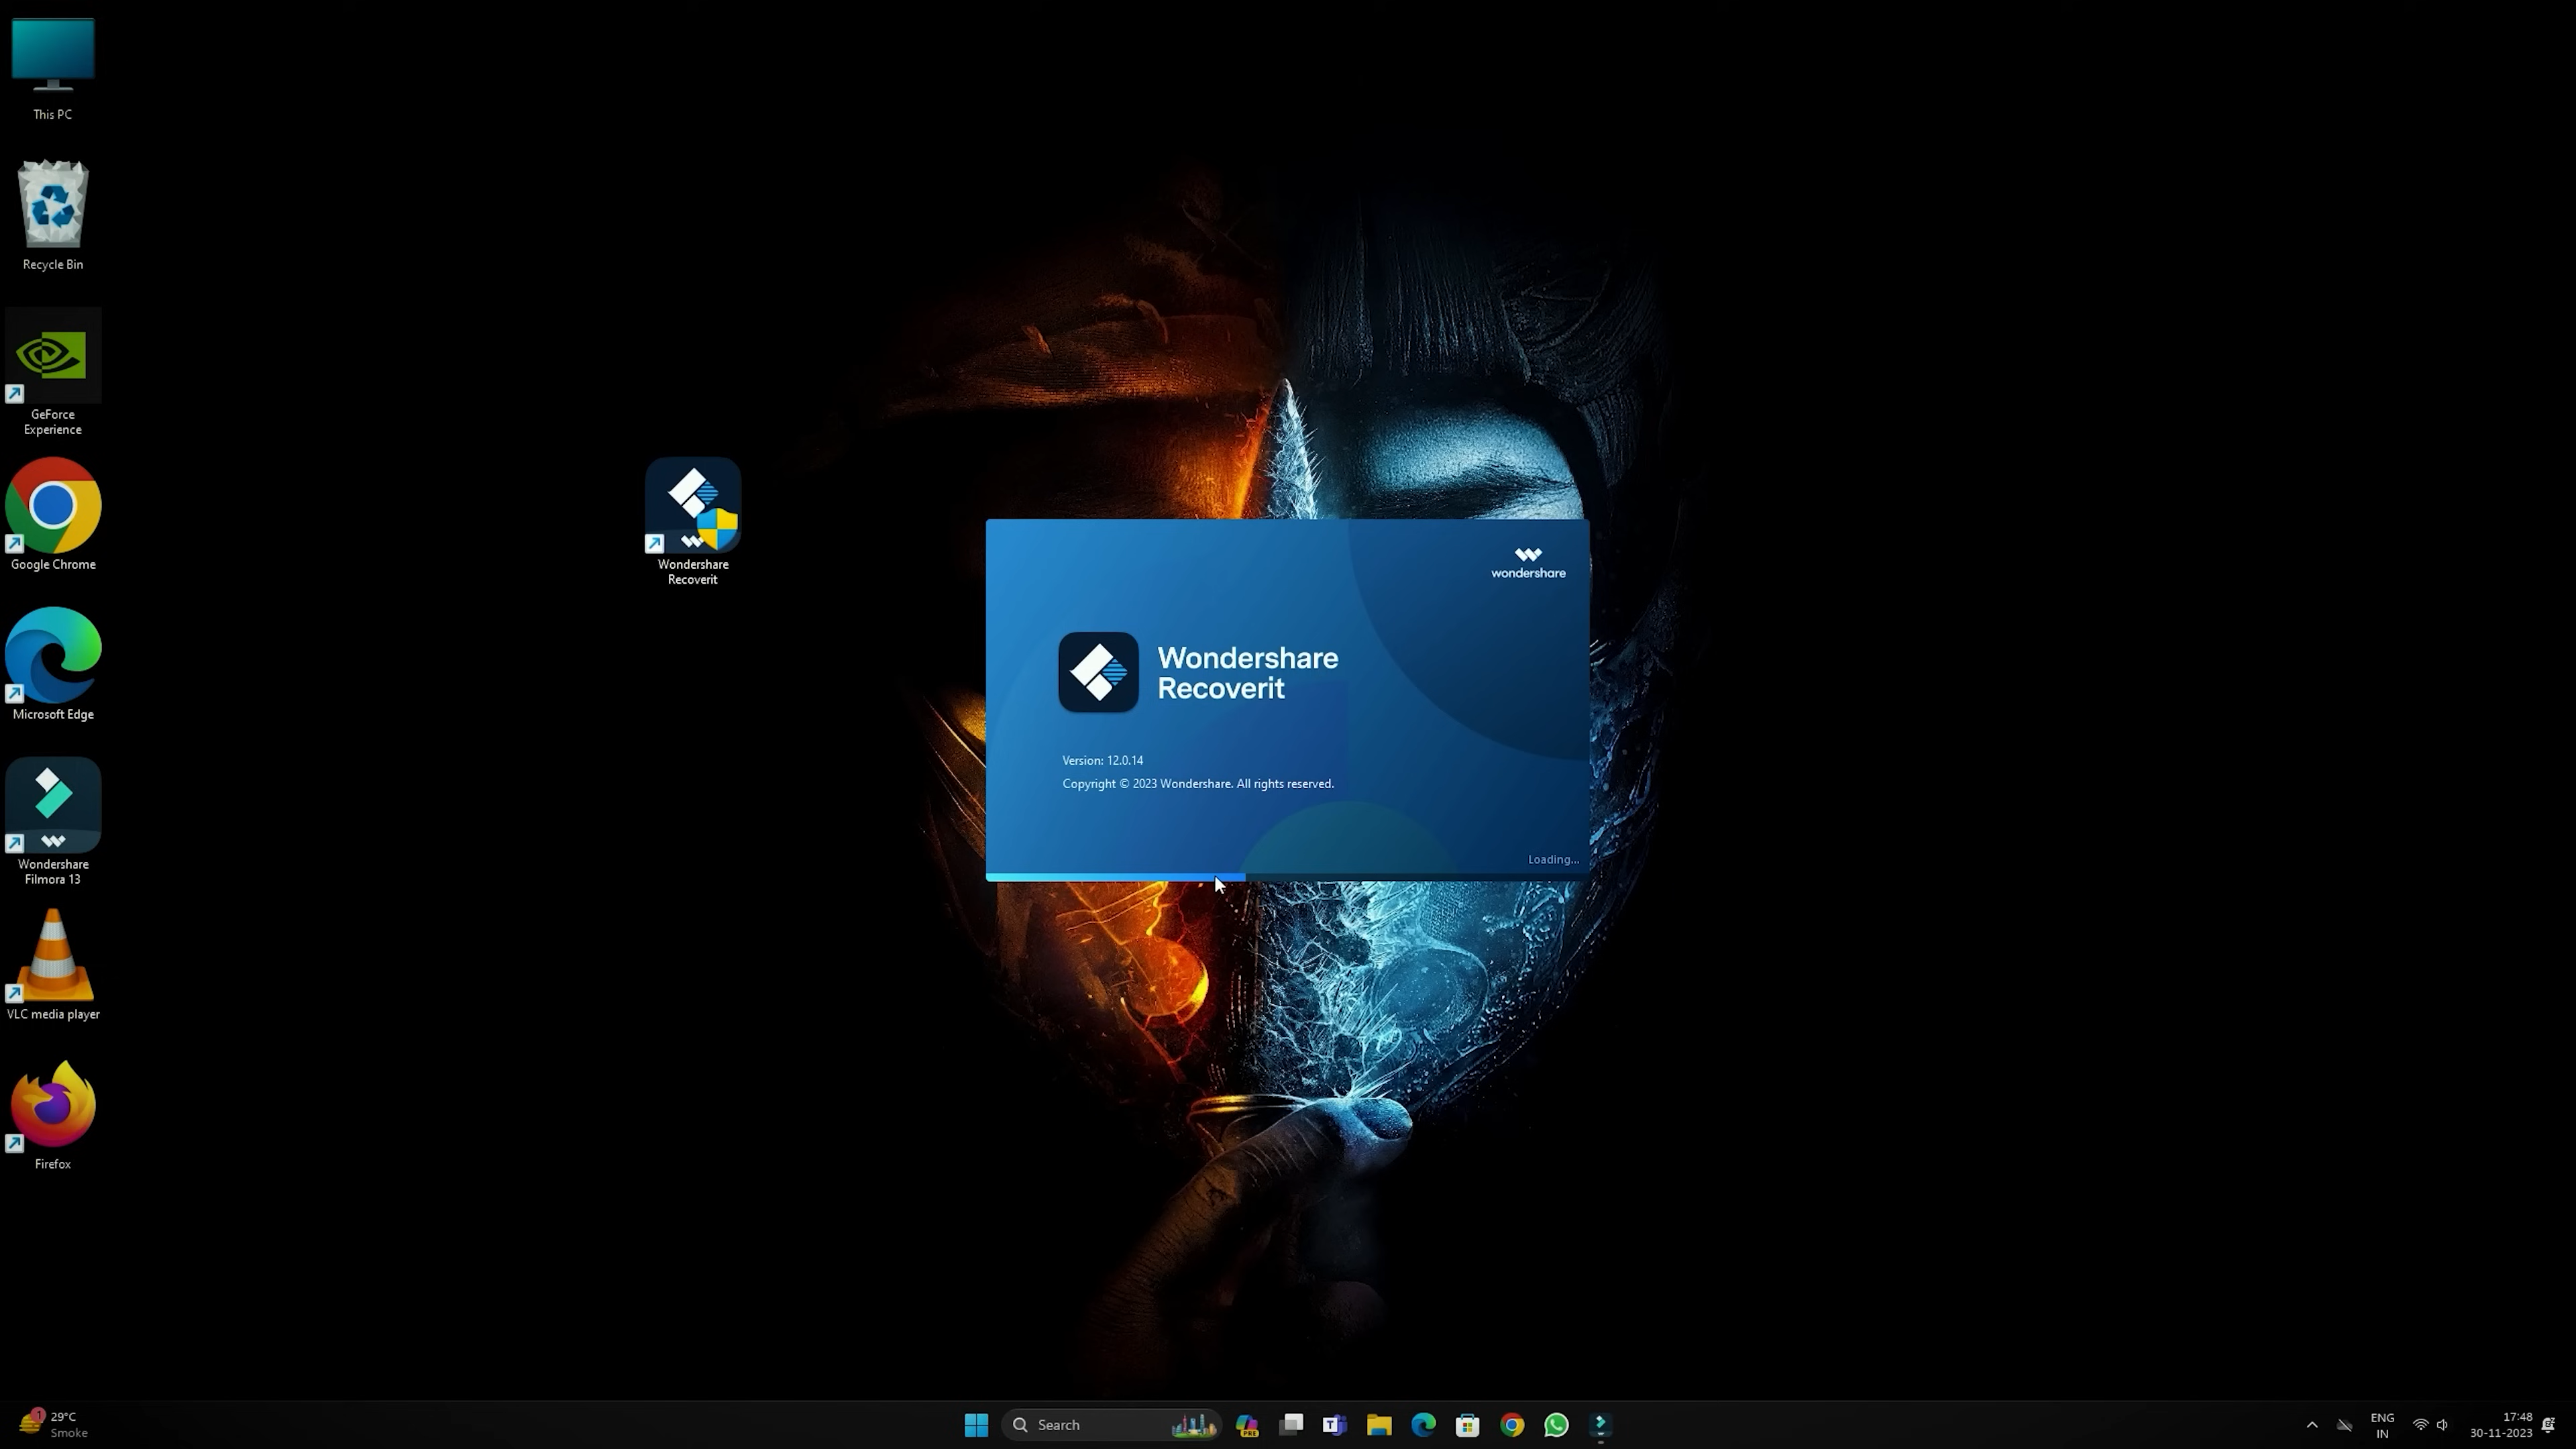 This PC
Recycle Bin
GeForce
Experience
Google Chrome
Microsoft Edge
Wondershare
Filmora 13
VLC media player
Firefox
Wondershare
Recoverit
wondershare
Wondershare
Recoverit
Version: 12.0.14
Copyright © 2023 Wondershare. All rights reserved.
Loading...
1
29°C
Smoke
Search
PRE
T
ENG
IN
17:48
30-11-2023